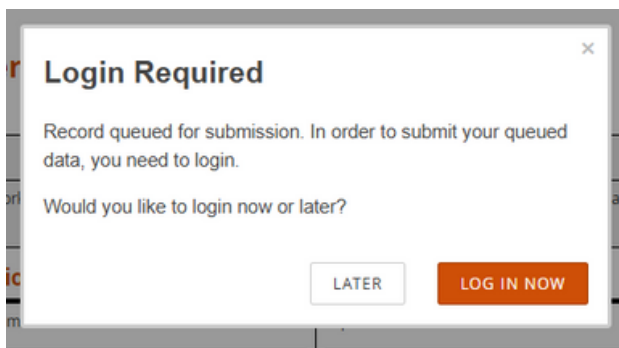 ×
Login Required
Record queued for submission. In order to submit your queued
data, you need to login.
Would you like to login now or later?
LATER
LOG IN NOW